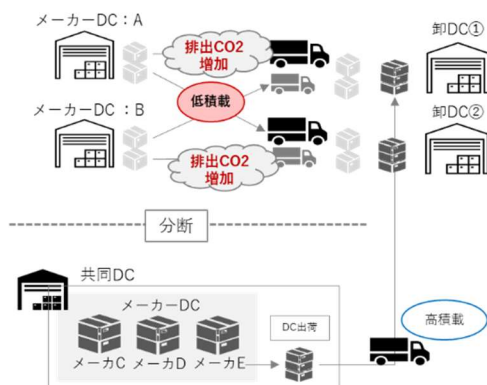 メーカーDC：A
排出CO2
増加
卸DC①
低積載
メーカーDC：B
卸DC②
排出CO2
増加
分断
共同DC
メーカーDC
DC出荷
高積載
メーカC メーカD メーカE